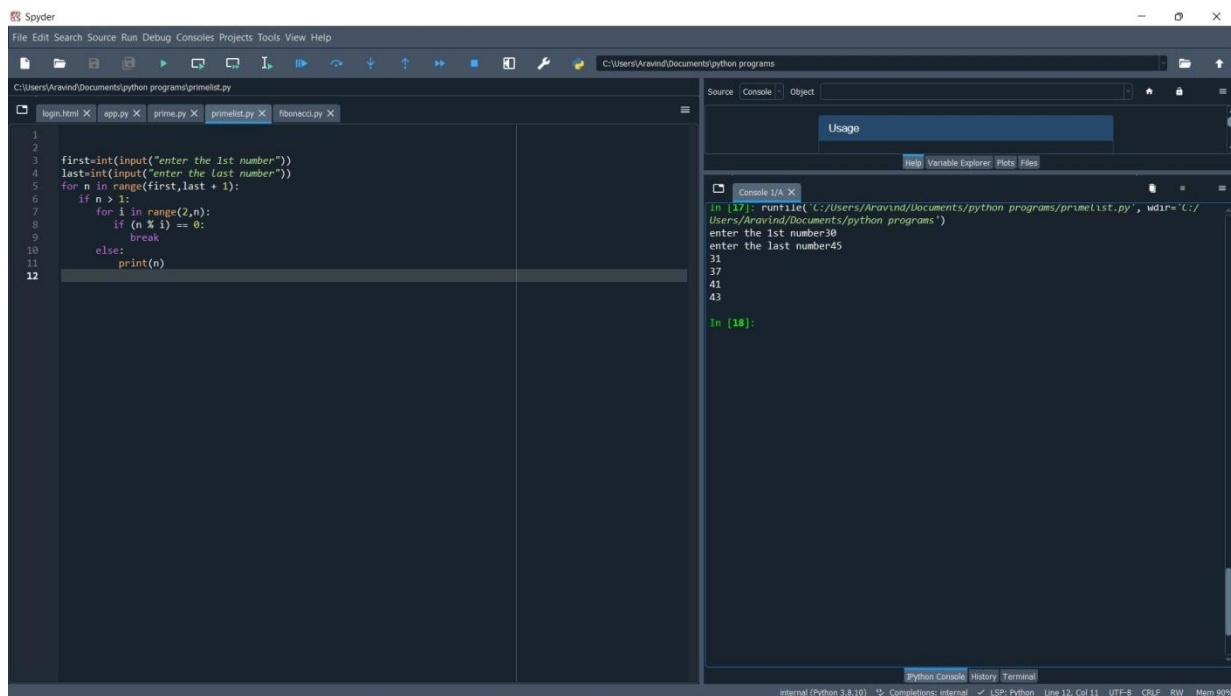 Spyder
File Edit Search Source Run Debug Consoles Projects Tools View Help
C:\Users\Aravind\Documents\python programs
C:\Users\Aravind\Documents\python programs\primelist.py
login.html app.py prime.py primelist.py fibonacci.py
1
2
3 first=int(input("enter the 1st number"))
4 last=int(input("enter the last number"))
5 for n in range(first,last + 1):
6 if n > 1:
7 for i in range(2,n):
8 if (n % i) == 0:
9 break
10 else:
11 print(n)
12
Source Console Object
Usage
Help Variable Explorer Plots Files
Console 1/A
In [17]: runfile('C:/Users/Aravind/Documents/python programs/primelist.py', wdir='C:/
Users/Aravind/Documents/python programs')
enter the 1st number30
enter the last number45
31
37
41
43
In [18]:
IPython Console History Terminal
internal (Python 3.8.10) Completions: internal LSP: Python Line 12, Col 11 UTF-8 CRLF RW Mem 90%